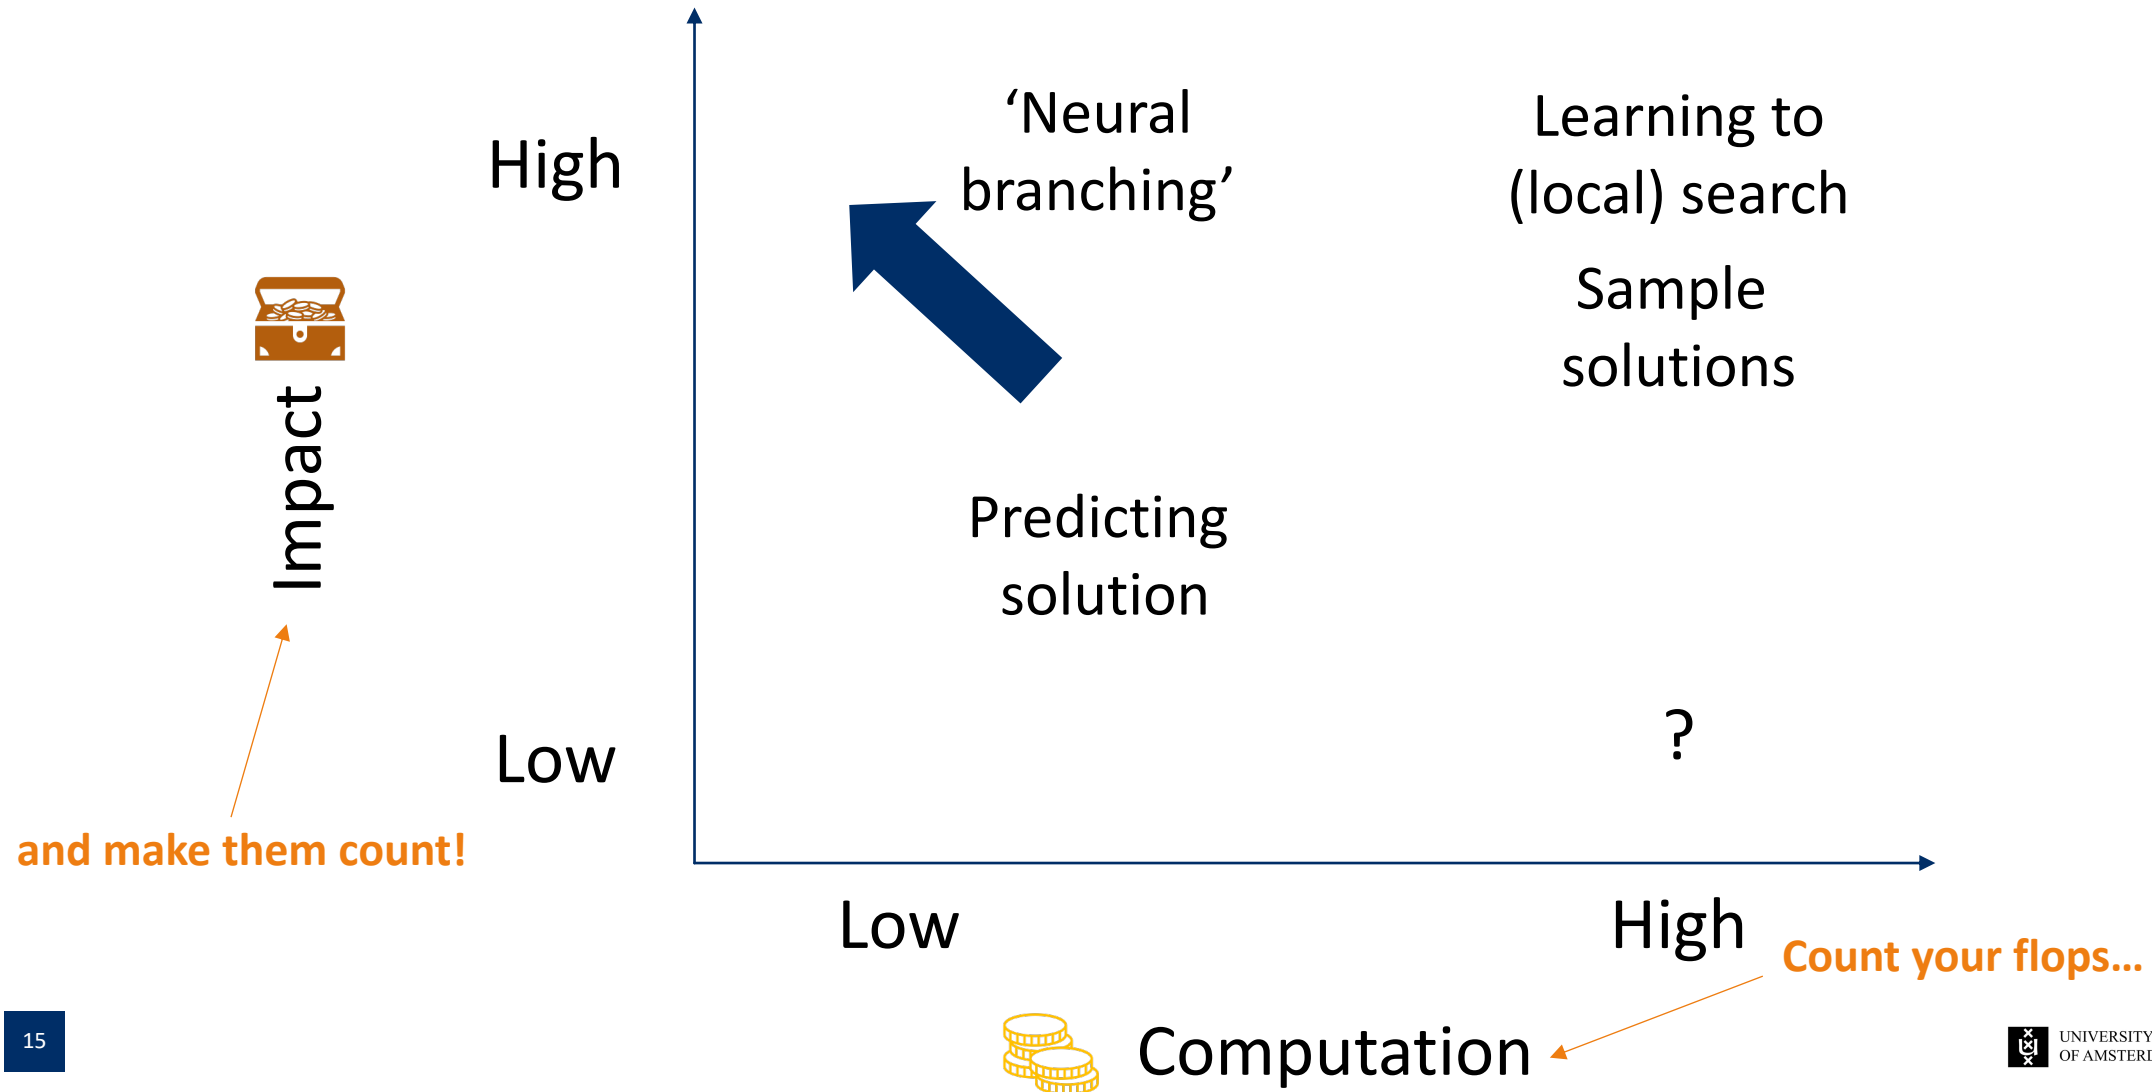 ‘Neural
branching’
Learning to
(local) search
High
Sample
solutions
Impact
Predicting
solution
?
Low
and make them count!
Low
High
Count your flops...
Computation
15
UNIVERSITY
OF